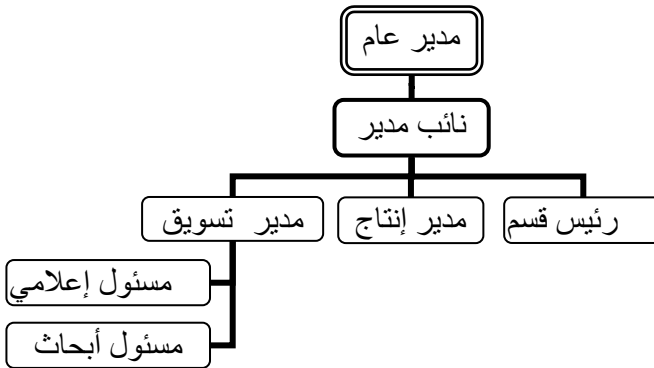 مدير عام
نائب مدير
رئيس قسم
مدير إنتاج
مدير تسويق
مسئول إعلامي
مسئول أبحاث